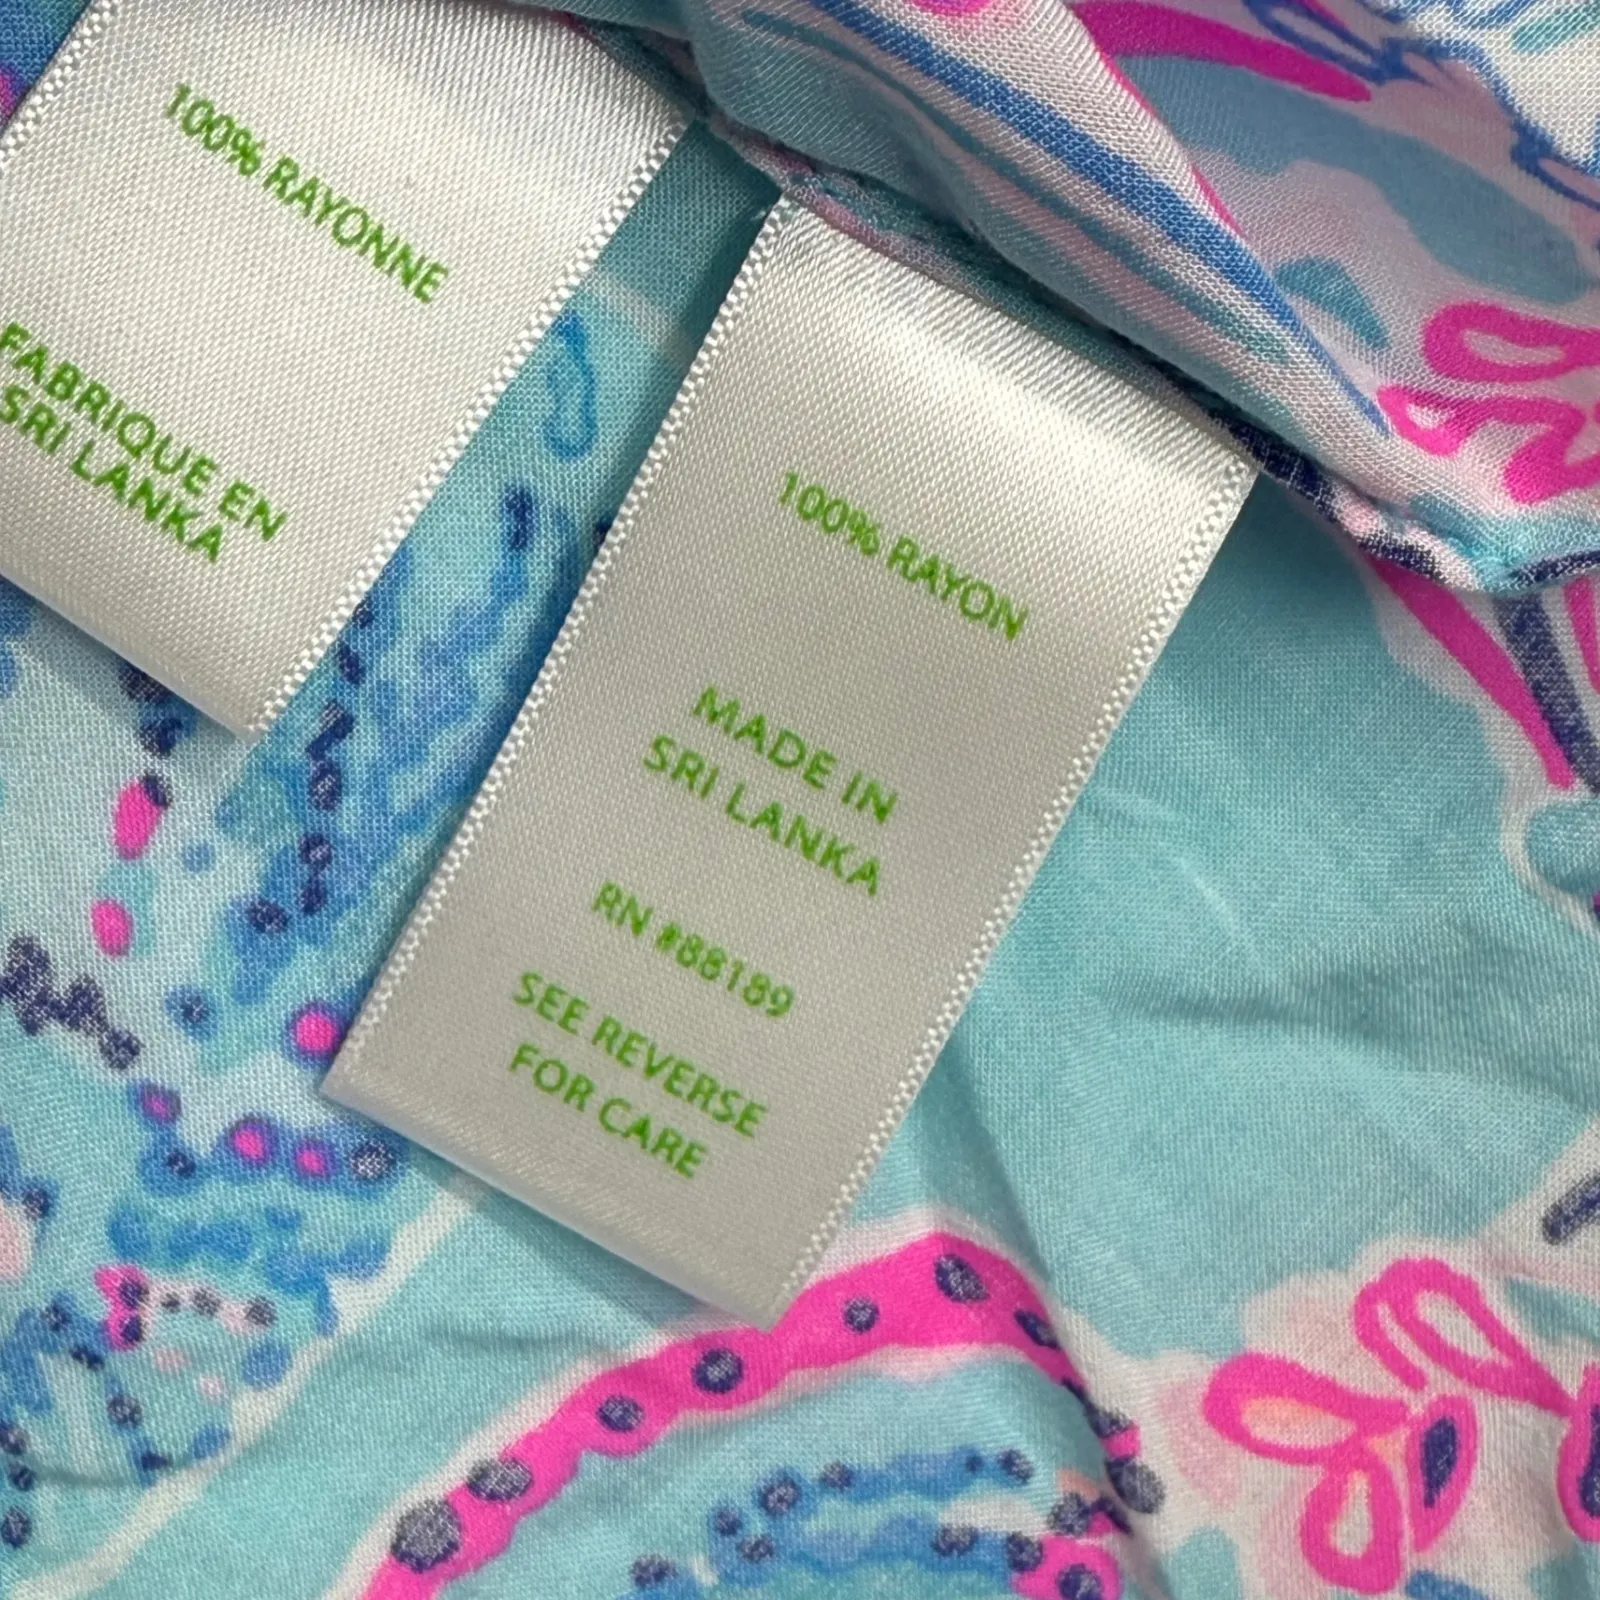 100% RAYONNE
FABRIQUE EN
SRI LANKA
100% RAYON
MADE IN
SRI LANKA
RN #88189
SEE REVERSE
FOR CARE